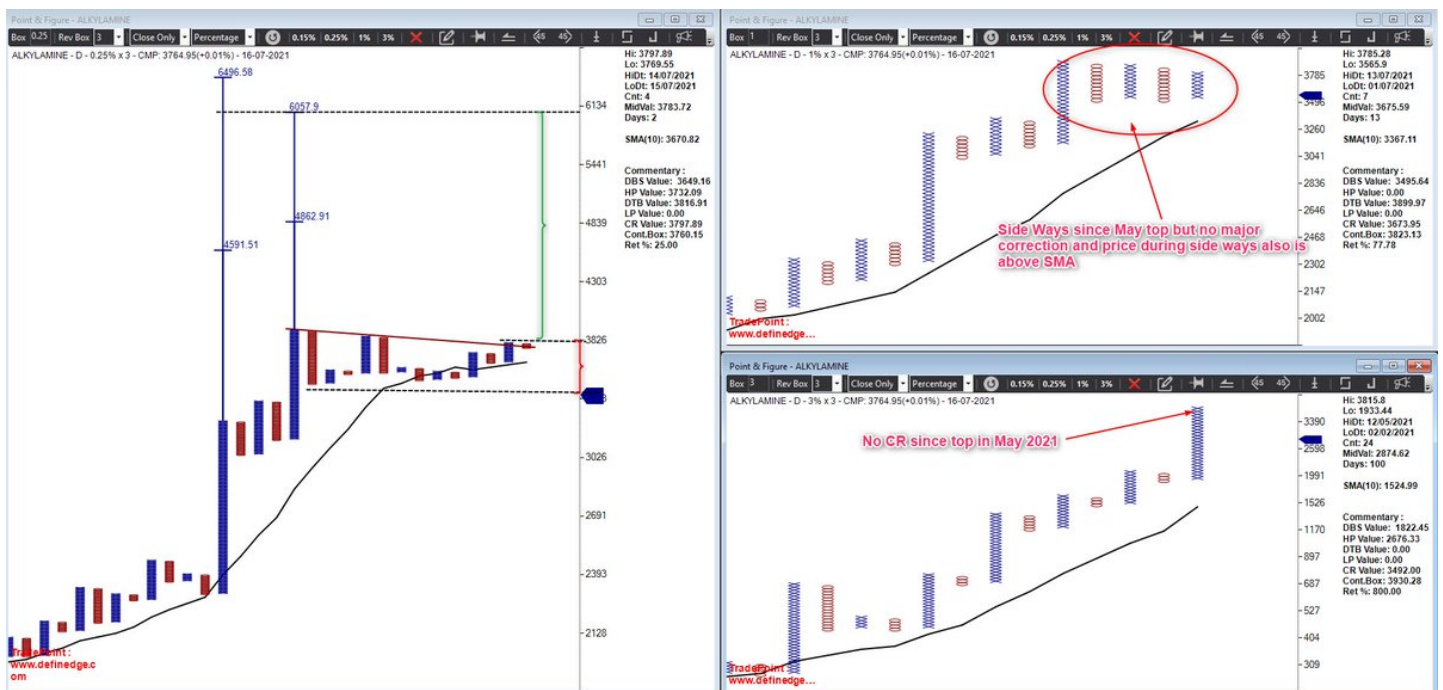 Point & Figure - ALKYLAMINE
Box 0.25 Rev Box 3 Close Only Percentage 0.15% 0.25% 1% 3% 45 45
ALKYLAMINE - D - 0.25% x 3 - CMP: 3764.95(+0.01%) - 16-07-2021
6496.58
6057.9
4862.91
4591.51
6134
5441
4839
4303
3826
3026
2691
2393
2128
Hi: 3797.89
Lo: 3769.55
HiDt: 14/07/2021
LoDt: 15/07/2021
Cnt: 4
MidVal: 3783.72
Days: 2
SMA(10): 3670.82
Commentary :
DBS Value: 3649.16
HP Value: 3732.09
DTB Value: 3816.91
LP Value: 0.00
CR Value: 3797.89
Cont.Box: 3760.15
Ret %: 25.00
TradePoint :
www.definedge.c
om
Point & Figure - ALKYLAMINE
Box 1 Rev Box 3 Close Only Percentage 0.15% 0.25% 1% 3% 45 45
ALKYLAMINE - D - 1% x 3 - CMP: 3764.95(+0.01%) - 16-07-2021
3785
3496
3260
3041
2836
2646
2468
2302
2147
2002
Side Ways since May top but no major
correction and price during side ways also is
above SMA
Hi: 3785.28
Lo: 3565.9
HiDt: 13/07/2021
LoDt: 01/07/2021
Cnt: 7
MidVal: 3675.59
Days: 13
SMA(10): 3367.11
Commentary :
DBS Value: 3495.64
HP Value: 0.00
DTB Value: 3899.97
LP Value: 0.00
CR Value: 3673.95
Cont.Box: 3823.13
Ret %: 77.78
TradePoint :
www.definedge...
Point & Figure - ALKYLAMINE
Box 3 Rev Box 3 Close Only Percentage 0.15% 0.25% 1% 3% 45 45
ALKYLAMINE - D - 3% x 3 - CMP: 3764.95(+0.01%) - 16-07-2021
No CR since top in May 2021
3390
2598
1991
1526
1170
897
687
527
404
309
Hi: 3815.8
Lo: 1933.44
HiDt: 12/05/2021
LoDt: 02/02/2021
Cnt: 24
MidVal: 2874.62
Days: 100
SMA(10): 1524.99
Commentary :
DBS Value: 1822.45
HP Value: 2676.33
DTB Value: 0.00
LP Value: 0.00
CR Value: 3492.00
Cont.Box: 3930.28
Ret %: 800.00
TradePoint :
www.definedge...